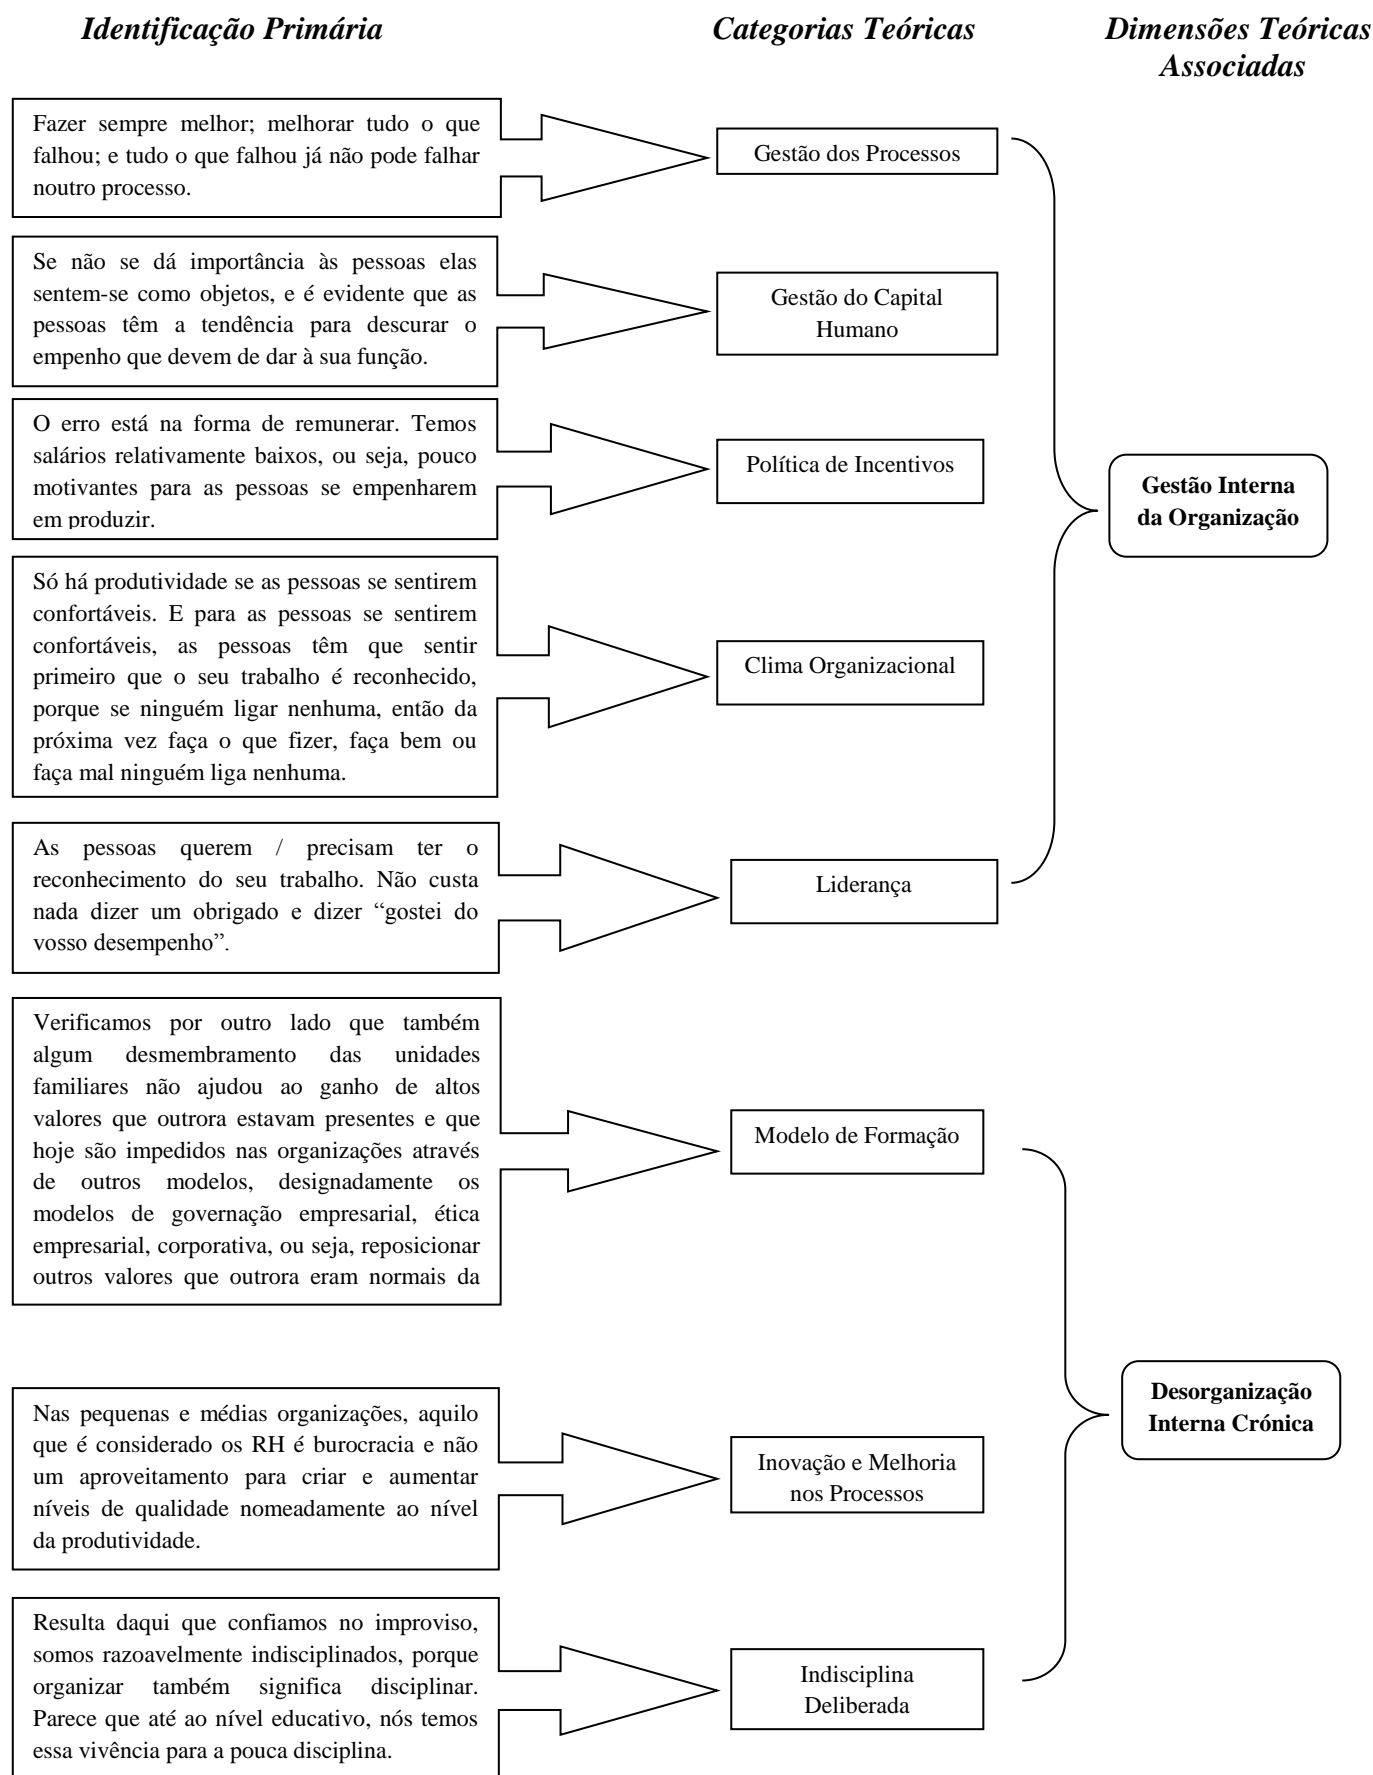 Identificação Primária
Categorias Teóricas
Dimensões Teóricas
Associadas
Fazer sempre melhor; melhorar tudo o que
falhou; e tudo o que falhou já não pode falhar
noutro processo.
Gestão dos Processos
Se não se dá importância às pessoas elas
sentem-se como objetos, e é evidente que as
pessoas têm a tendência para descurar o
empenho que devem de dar à sua função.
Gestão do Capital
Humano
O erro está na forma de remunerar. Temos
salários relativamente baixos, ou seja, pouco
motivantes para as pessoas se empenharem
em produzir.
Política de Incentivos
Gestão Interna
da Organização
Só há produtividade se as pessoas se sentirem
confortáveis. E para as pessoas se sentirem
confortáveis, as pessoas têm que sentir
primeiro que o seu trabalho é reconhecido,
porque se ninguém ligar nenhuma, então da
próxima vez faça o que fizer, faça bem ou
faça mal ninguém liga nenhuma.
Clima Organizacional
As pessoas querem / precisam ter o
reconhecimento do seu trabalho. Não custa
nada dizer um obrigado e dizer “gostei do
vosso desempenho”.
Liderança
Verificamos por outro lado que também
algum desmembramento das unidades
familiares não ajudou ao ganho de altos
valores que outrora estavam presentes e que
hoje são impedidos nas organizações através
de outros modelos, designadamente os
modelos de governação empresarial, ética
empresarial, corporativa, ou seja, reposicionar
outros valores que outrora eram normais da
Modelo de Formação
Desorganização
Interna Crónica
Nas pequenas e médias organizações, aquilo
que é considerado os RH é burocracia e não
um aproveitamento para criar e aumentar
níveis de qualidade nomeadamente ao nível
da produtividade.
Inovação e Melhoria
nos Processos
Resulta daqui que confiamos no improviso,
somos razoavelmente indisciplinados, porque
organizar também significa disciplinar.
Parece que até ao nível educativo, nós temos
essa vivência para a pouca disciplina.
Indisciplina
Deliberada